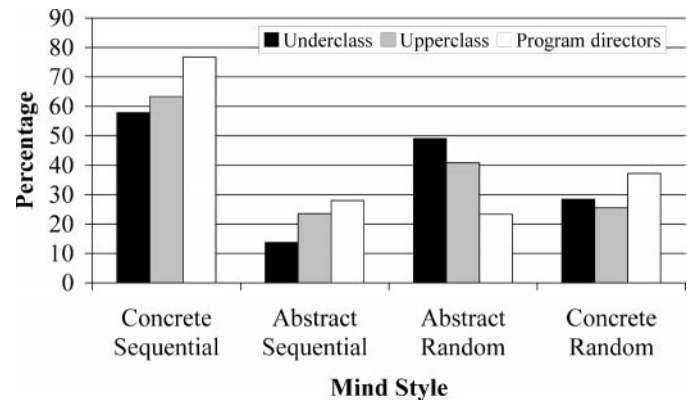 90
80
70
60
50
40
30
20
10
0
Percentage
Underclass Upperclass Program directors
Concrete Sequential
Abstract Sequential
Abstract Random
Concrete Random
Mind Style